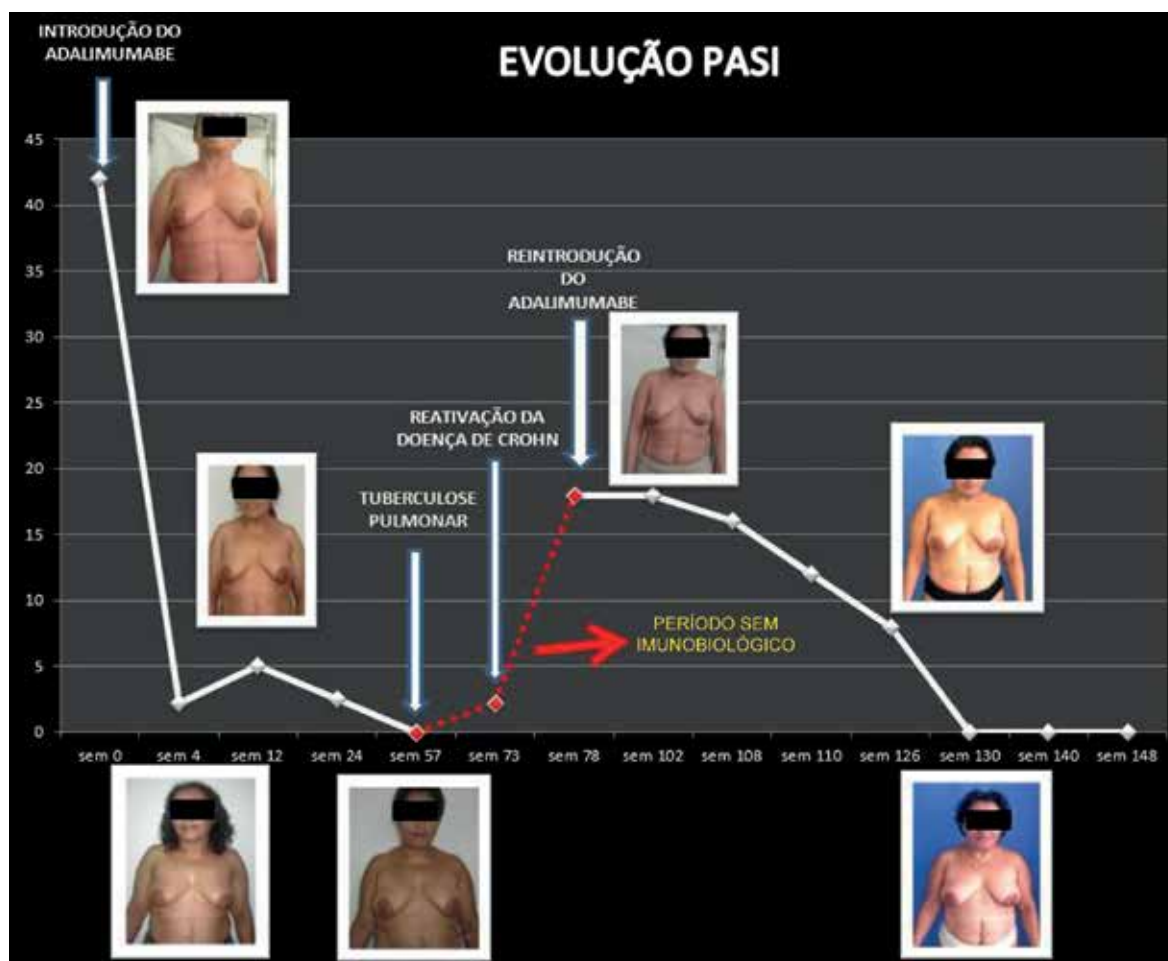 INTRODUÇÃO DO
ADALIMUMABE
EVOLUÇÃO PASI
45
40
35
30
25
20
15
10
5
0
REINTRODUÇÃO
DO
ADALIMUMABE
REATIVAÇÃO DA
DOENÇA DE CROHN
TUBERCULOSE
PULMONAR
PERÍODO SEM
IMUNOBIOLÓGICO
sem 0 sem 4 sem 12 sem 24 sem 57 sem 73 sem 78 sem 102 sem 108 sem 110 sem 126 sem 130 sem 140 sem 148